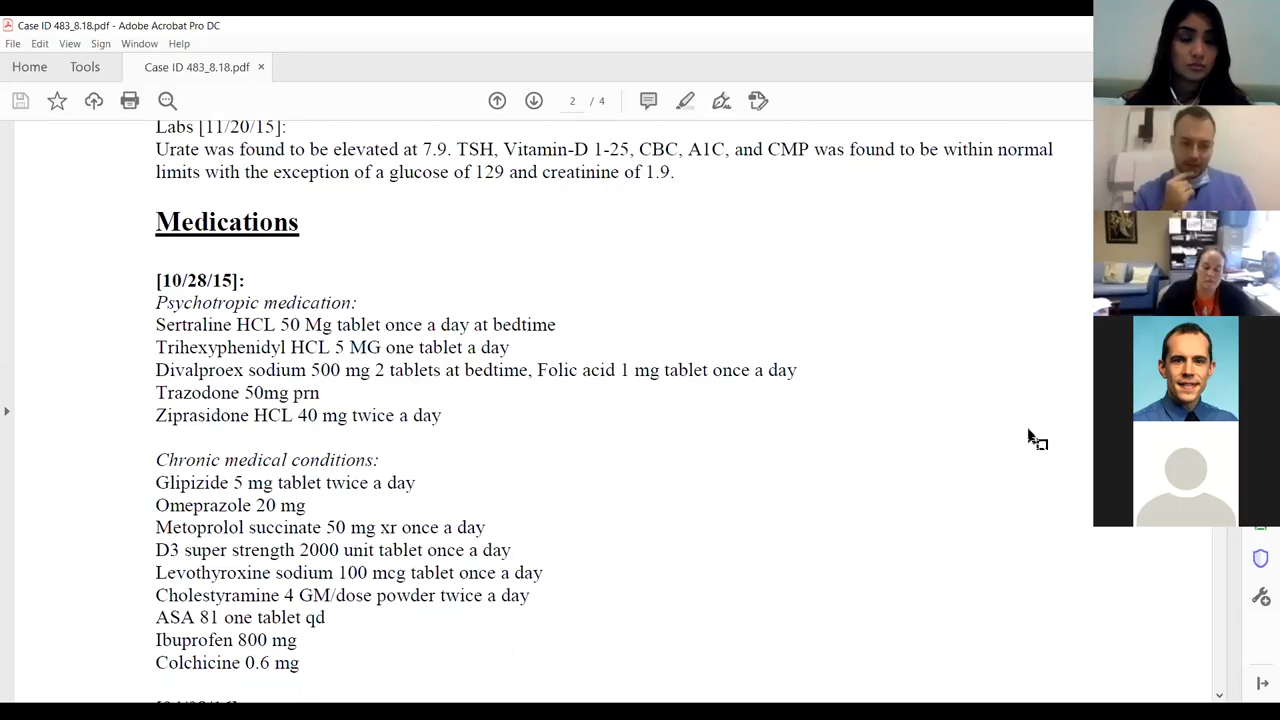 Case ID 483_8.18.pdf - Adobe Acrobat Pro DC
File Edit View Sign Window Help
Home Tools Case ID 483_8.18.pdf ×
2 / 4
Labs [11/20/15]:
Urate was found to be elevated at 7.9. TSH, Vitamin-D 1-25, CBC, A1C, and CMP was found to be within normal
limits with the exception of a glucose of 129 and creatinine of 1.9.
Medications
[10/28/15]:
Psychotropic medication:
Sertraline HCL 50 Mg tablet once a day at bedtime
Trihexyphenidyl HCL 5 MG one tablet a day
Divalproex sodium 500 mg 2 tablets at bedtime, Folic acid 1 mg tablet once a day
Trazodone 50mg prn
Ziprasidone HCL 40 mg twice a day
Chronic medical conditions:
Glipizide 5 mg tablet twice a day
Omeprazole 20 mg
Metoprolol succinate 50 mg xr once a day
D3 super strength 2000 unit tablet once a day
Levothyroxine sodium 100 mcg tablet once a day
Cholestyramine 4 GM/dose powder twice a day
ASA 81 one tablet qd
Ibuprofen 800 mg
Colchicine 0.6 mg